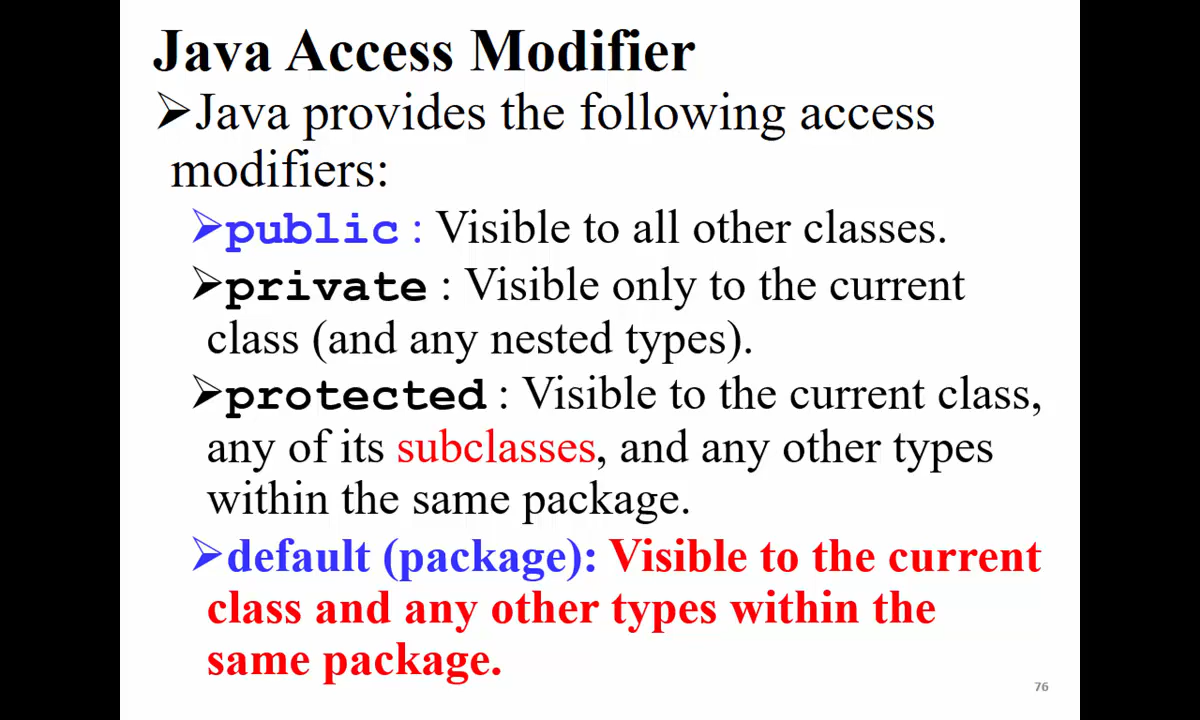 Java Access Modifier
➢Java provides the following access
modifiers:
➢public : Visible to all other classes.
➢private : Visible only to the current
class (and any nested types).
➢protected : Visible to the current class,
any of its subclasses, and any other types
within the same package.
➢default (package): Visible to the current
class and any other types within the
same package.
76